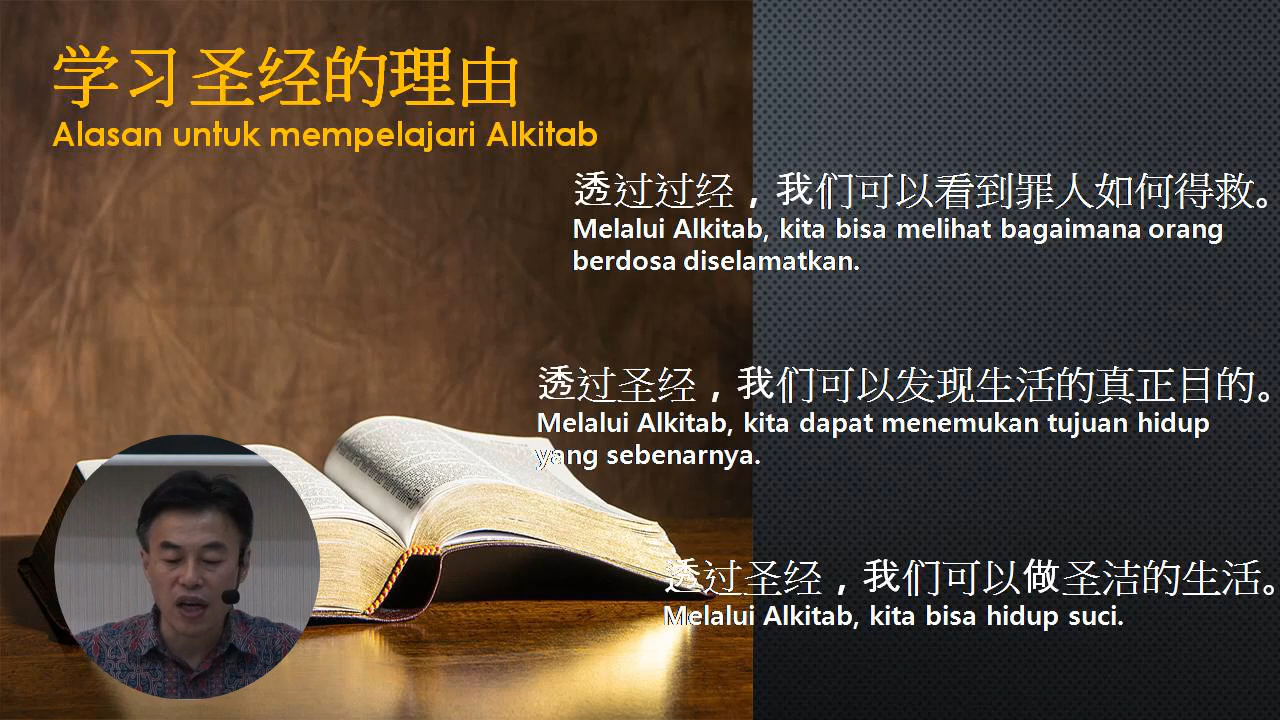 学习圣经的理由
Alasan untuk mempelajari Alkitab
透过过经，我们可以看到罪人如何得救。
Melalui Alkitab, kita bisa melihat bagaimana orang
berdosa diselamatkan.
透过圣经，我们可以发现生活的真正目的。
Melalui Alkitab, kita dapat menemukan tujuan hidup
yang sebenarnya.
透过圣经，我们可以做圣洁的生活。
Melalui Alkitab, kita bisa hidup suci.